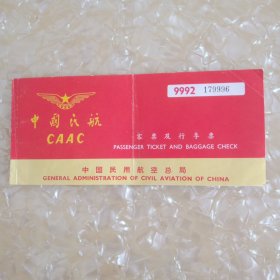 9992 179996
中国民航
CAAC
客票及行李票
PASSENGER TICKET AND BAGGAGE CHECK
中国民用航空总局
GENERAL ADMINISTRATION OF CIVIL AVIATION OF CHINA